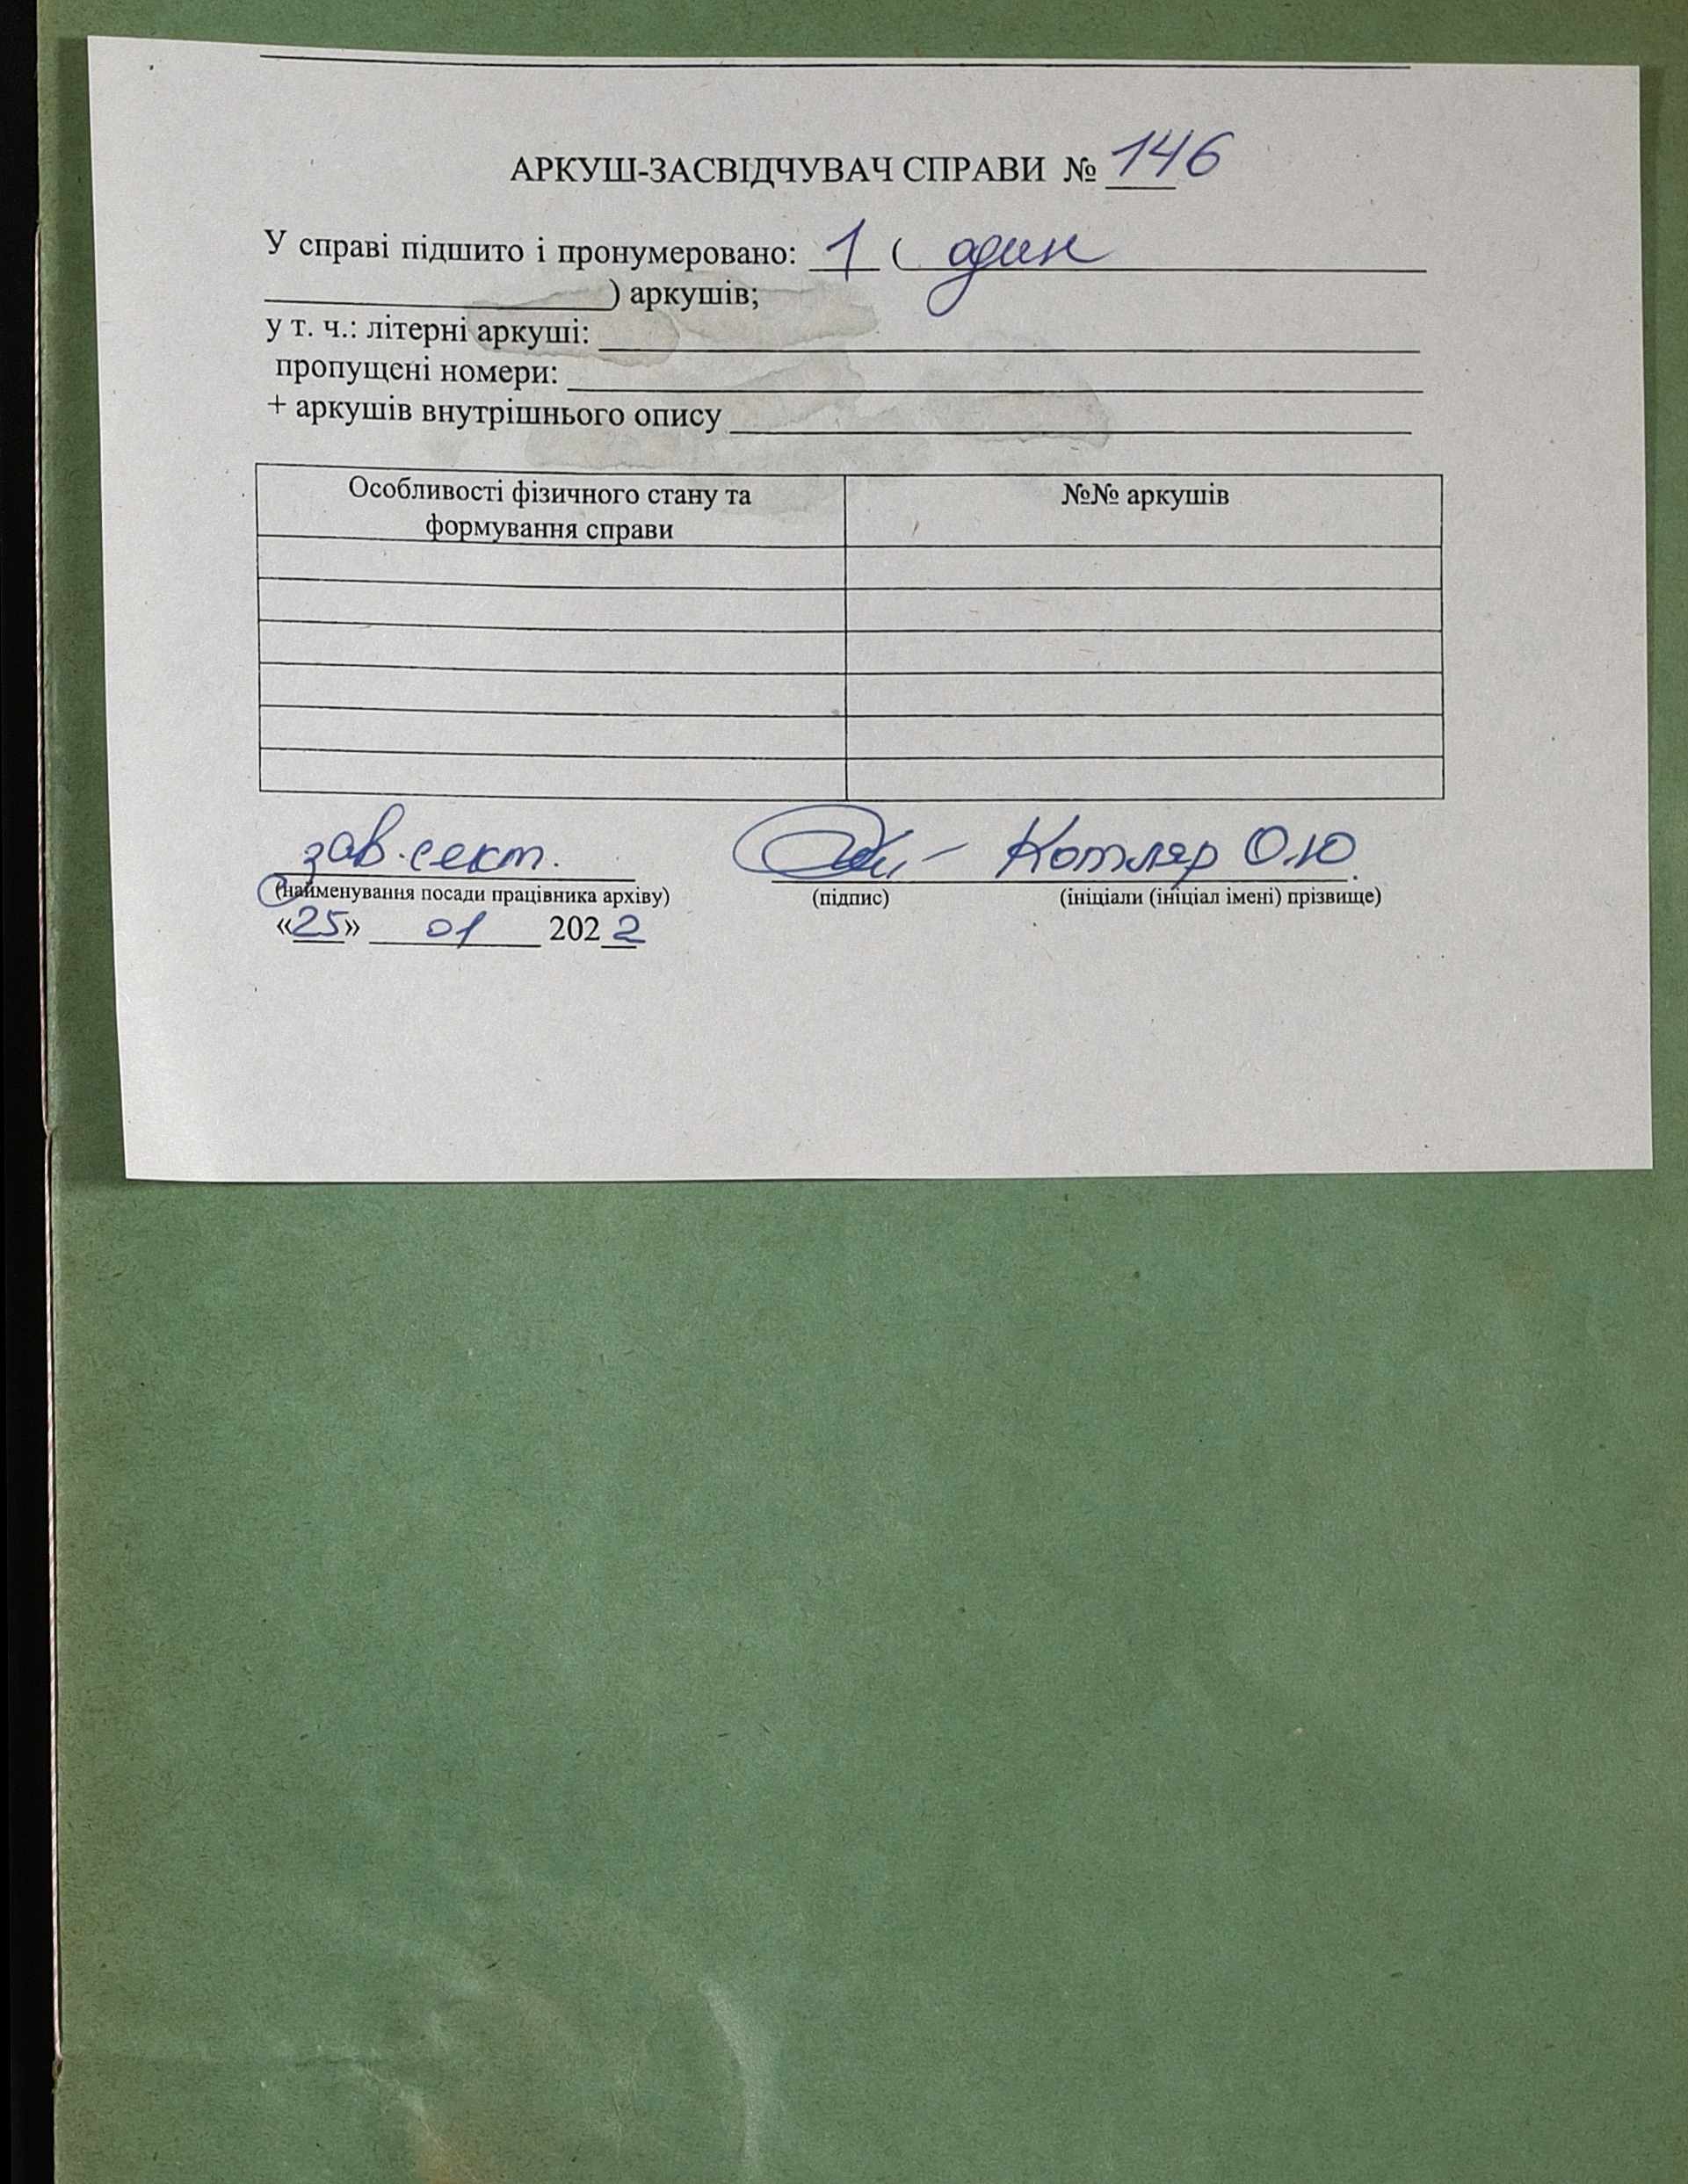 АРКУШ-ЗАСВІДЧУВАЧ СПРАВИ № 146
У справі підшито і пронумеровано: 1 ( один
) аркушів;
у т. ч.: літерні аркуші:
пропущені номери:
+ аркушів внутрішнього опису
Особливості фізичного стану та формування справи №№ аркушів
зав. сект. Котляр О.Ю.
(найменування посади працівника архіву) (підпис) (ініціали (ініціал імені) прізвище)
«25» 01 2022